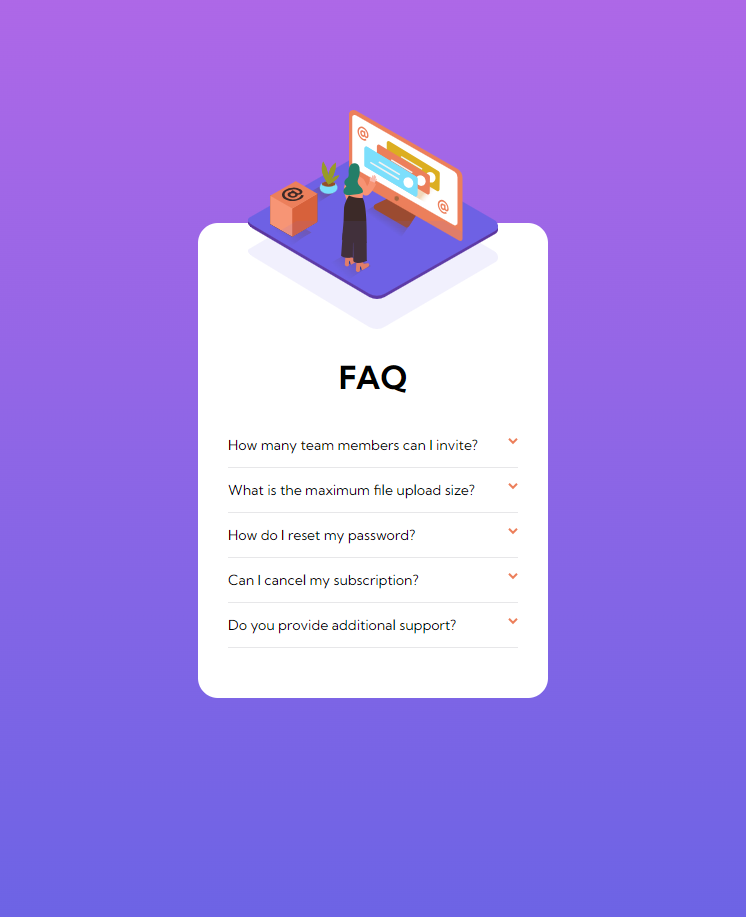 @
@
@
FAQ
How many team members can I invite?
What is the maximum file upload size?
How do I reset my password?
Can I cancel my subscription?
Do you provide additional support?